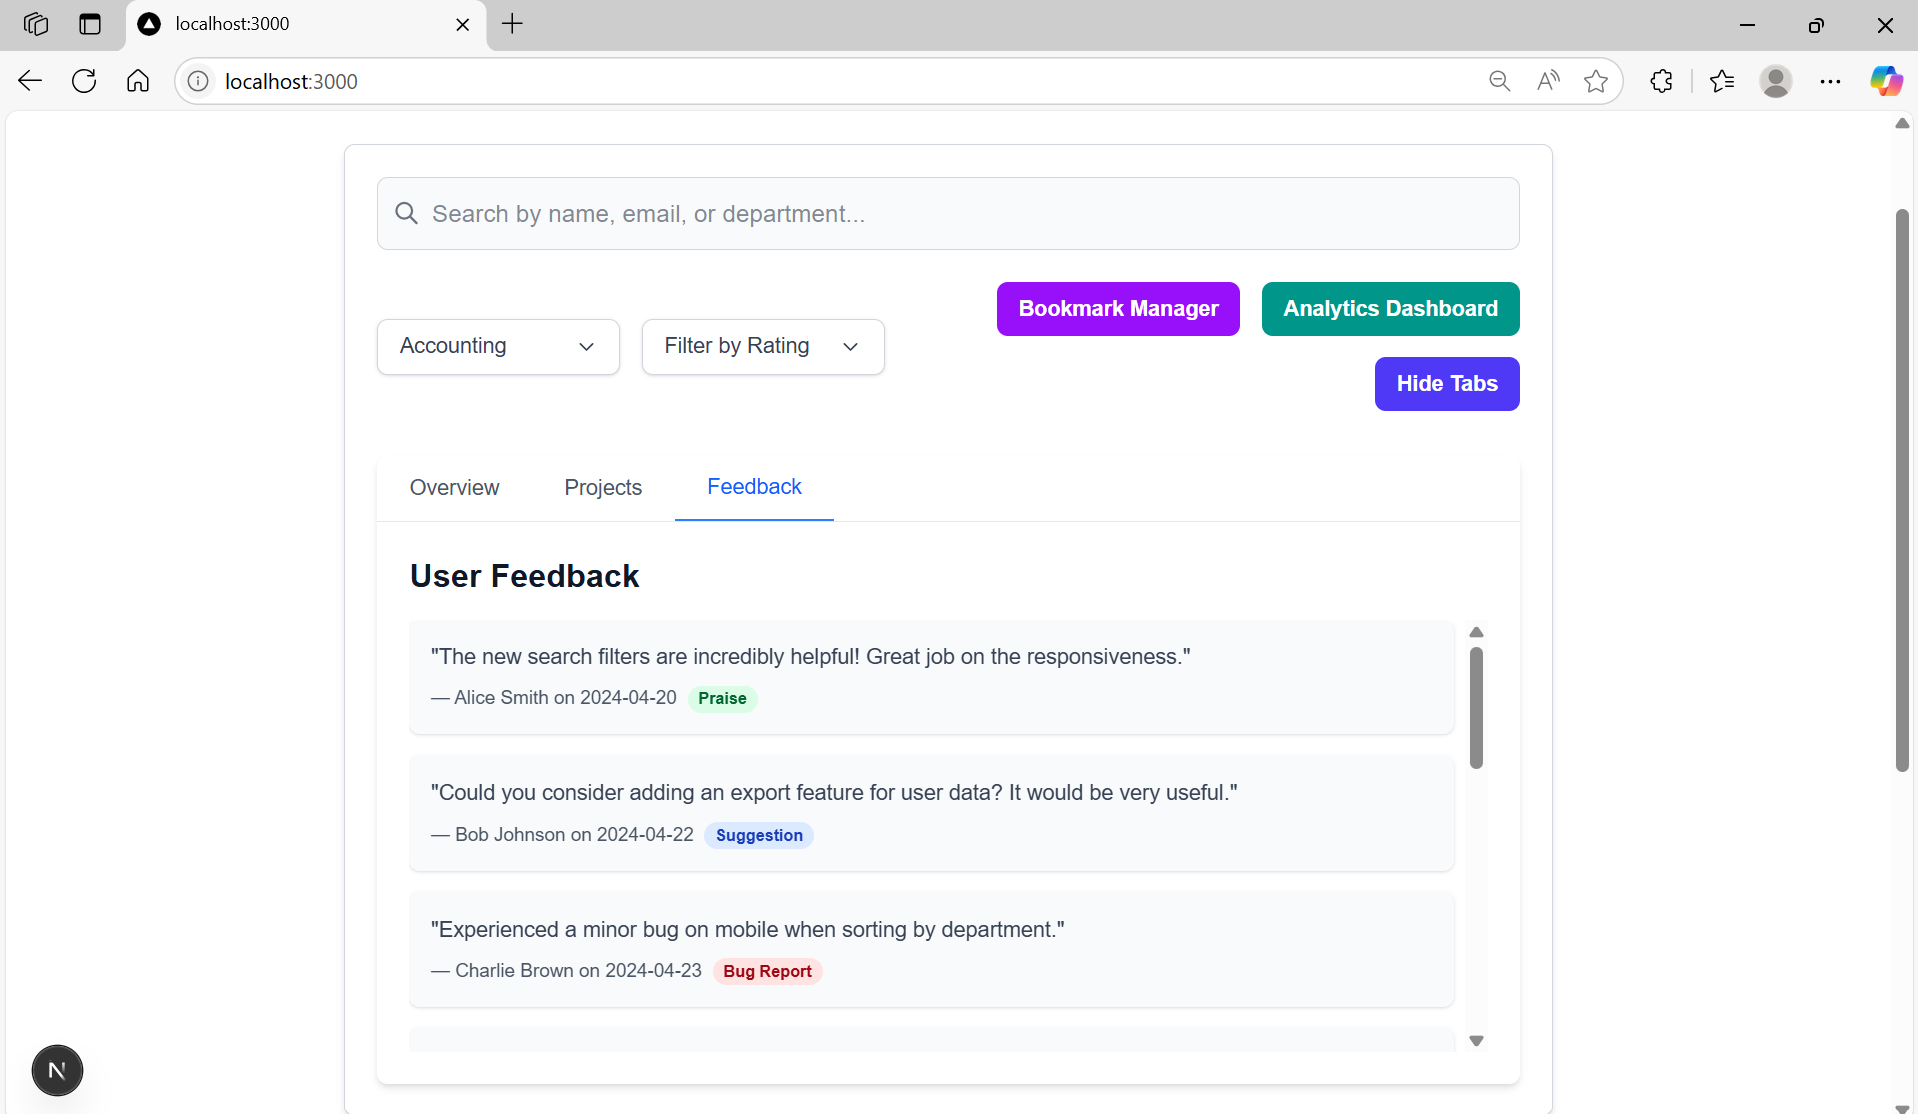 localhost:3000
localhost:3000
Search by name, email, or department...
Bookmark Manager
Analytics Dashboard
Accounting
Filter by Rating
Hide Tabs
Overview
Projects
Feedback
User Feedback
"The new search filters are incredibly helpful! Great job on the responsiveness."
— Alice Smith on 2024-04-20 Praise
"Could you consider adding an export feature for user data? It would be very useful."
— Bob Johnson on 2024-04-22 Suggestion
"Experienced a minor bug on mobile when sorting by department."
— Charlie Brown on 2024-04-23 Bug Report
N